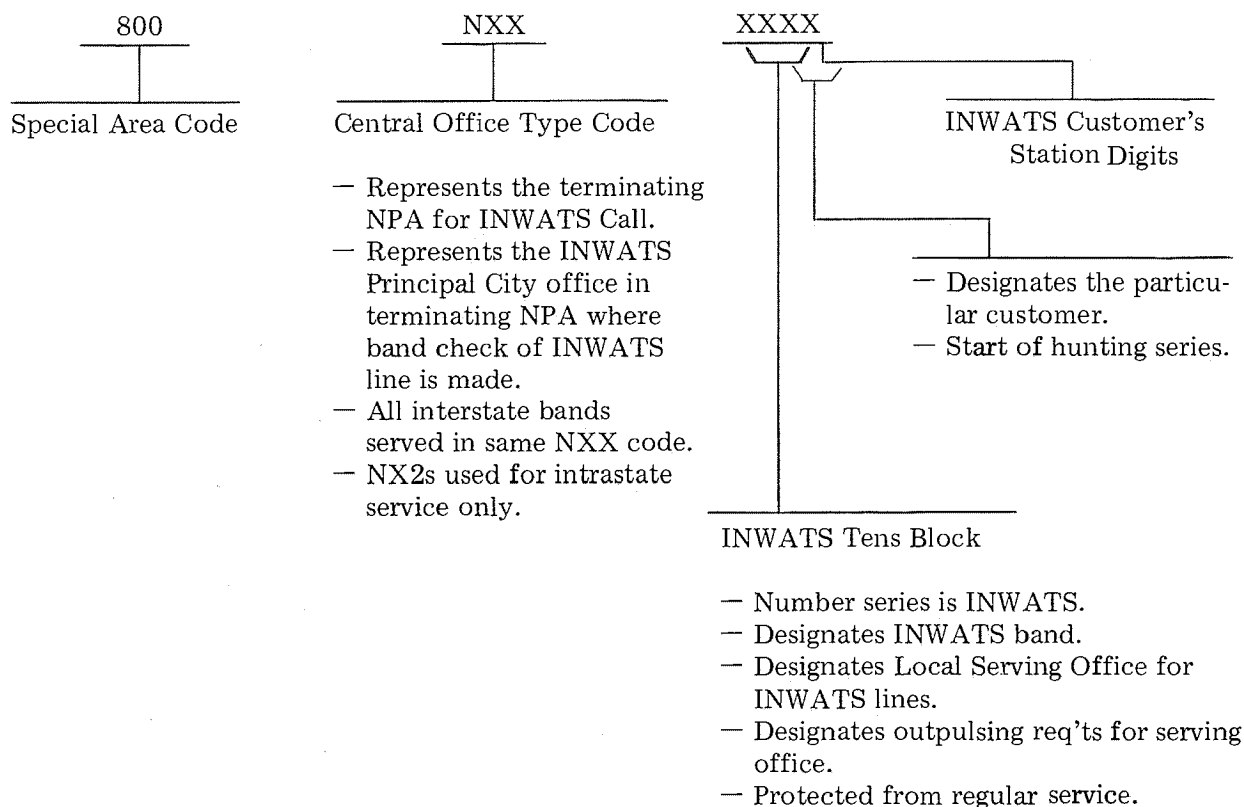 800
NXX
XXXX
Special Area Code
Central Office Type Code
— Represents the terminating
NPA for INWATS Call.
— Represents the INWATS
Principal City office in
terminating NPA where
band check of INWATS
line is made.
— All interstate bands
served in same NXX code.
— NX2s used for intrastate
service only.
INWATS Customer's
Station Digits
— Designates the particu-
lar customer.
— Start of hunting series.
INWATS Tens Block
— Number series is INWATS.
— Designates INWATS band.
— Designates Local Serving Office for
INWATS lines.
— Designates outpulsing req'ts for serving
office.
— Protected from regular service.